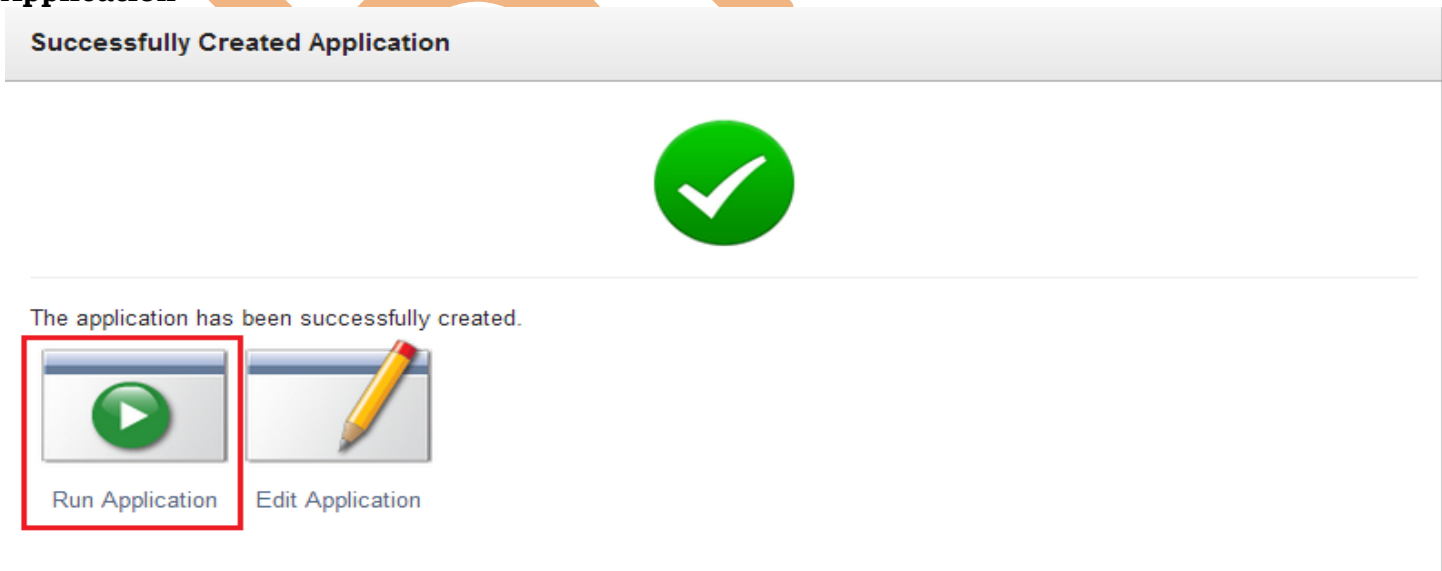 Successfully Created Application
The application has been successfully created.
Run Application Edit Application